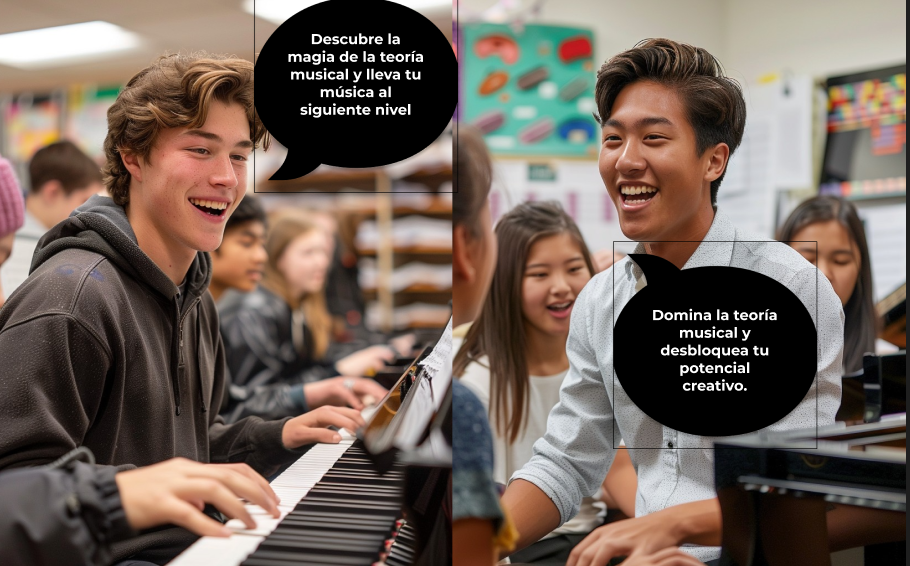 Descubre la
magia de la teoría
musical y lleva tu
música al
siguiente nivel
Domina la teoría
musical y
desbloquea tu
potencial
creativo.